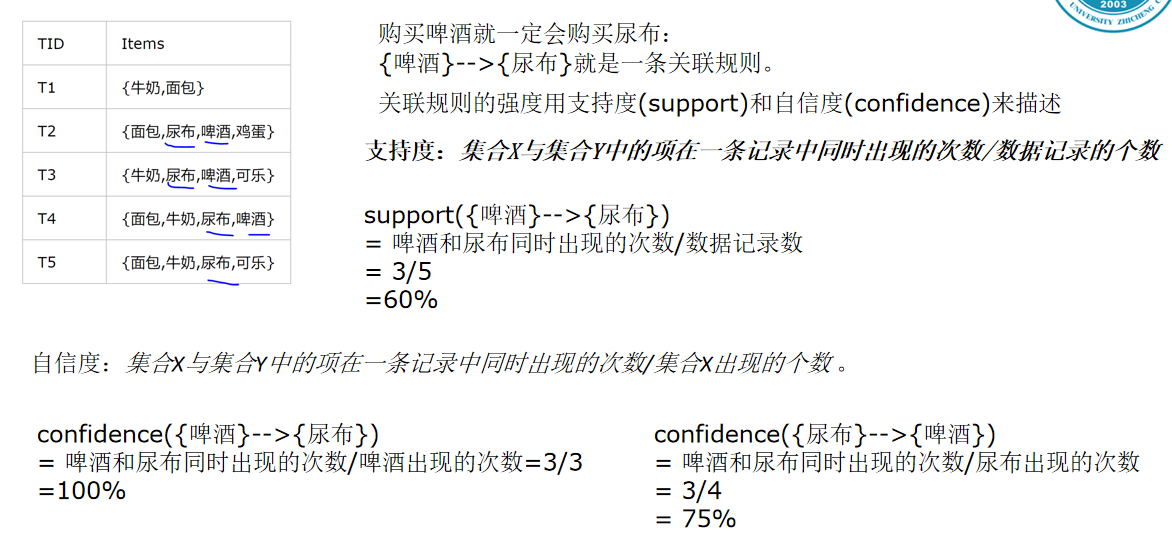 2003
UNIVERSITY ZHICHENG
TID Items
T1 {牛奶,面包}
T2 {面包,尿布,啤酒,鸡蛋}
T3 {牛奶,尿布,啤酒,可乐}
T4 {面包,牛奶,尿布,啤酒}
T5 {面包,牛奶,尿布,可乐}
购买啤酒就一定会购买尿布：
{啤酒}-->{尿布}就是一条关联规则。
关联规则的强度用支持度(support)和自信度(confidence)来描述
支持度：集合X与集合Y中的项在一条记录中同时出现的次数/数据记录的个数
support({啤酒}-->{尿布})
= 啤酒和尿布同时出现的次数/数据记录数
= 3/5
=60%
自信度：集合X与集合Y中的项在一条记录中同时出现的次数/集合X出现的个数 。
confidence({啤酒}-->{尿布})
= 啤酒和尿布同时出现的次数/啤酒出现的次数=3/3
=100%
confidence({尿布}-->{啤酒})
= 啤酒和尿布同时出现的次数/尿布出现的次数
= 3/4
= 75%